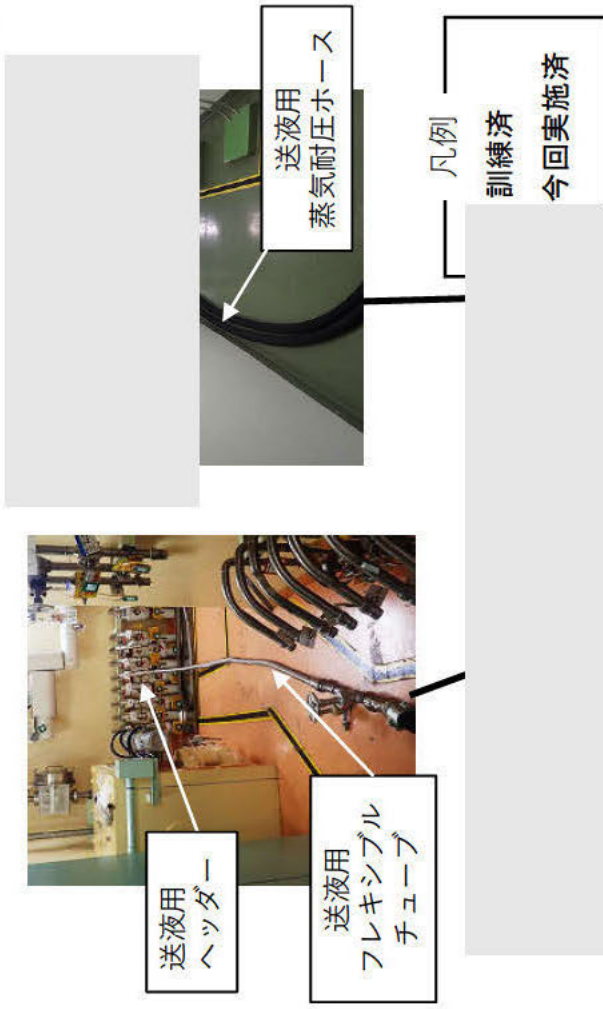 送液用
ヘッダー
送液用
フレキシブル
チューブ
送液用
蒸気耐圧ホース
凡例
訓練済
今回実施済